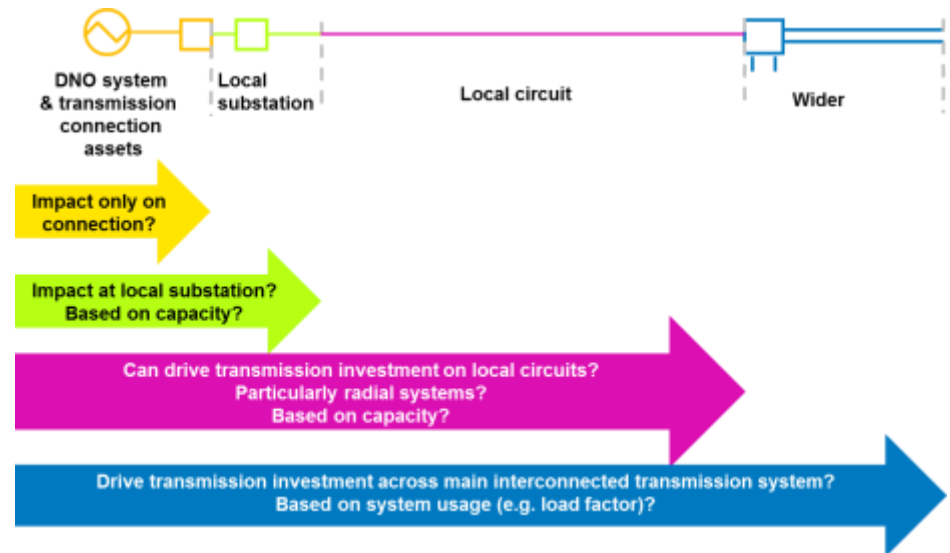 DNO system
& transmission
connection
assets
Local
substation
Local circuit
Wider
Impact only on
connection?
Impact at local substation?
Based on capacity?
Can drive transmission investment on local circuits?
Particularly radial systems?
Based on capacity?
Drive transmission investment across main interconnected transmission system?
Based on system usage (e.g. load factor)?